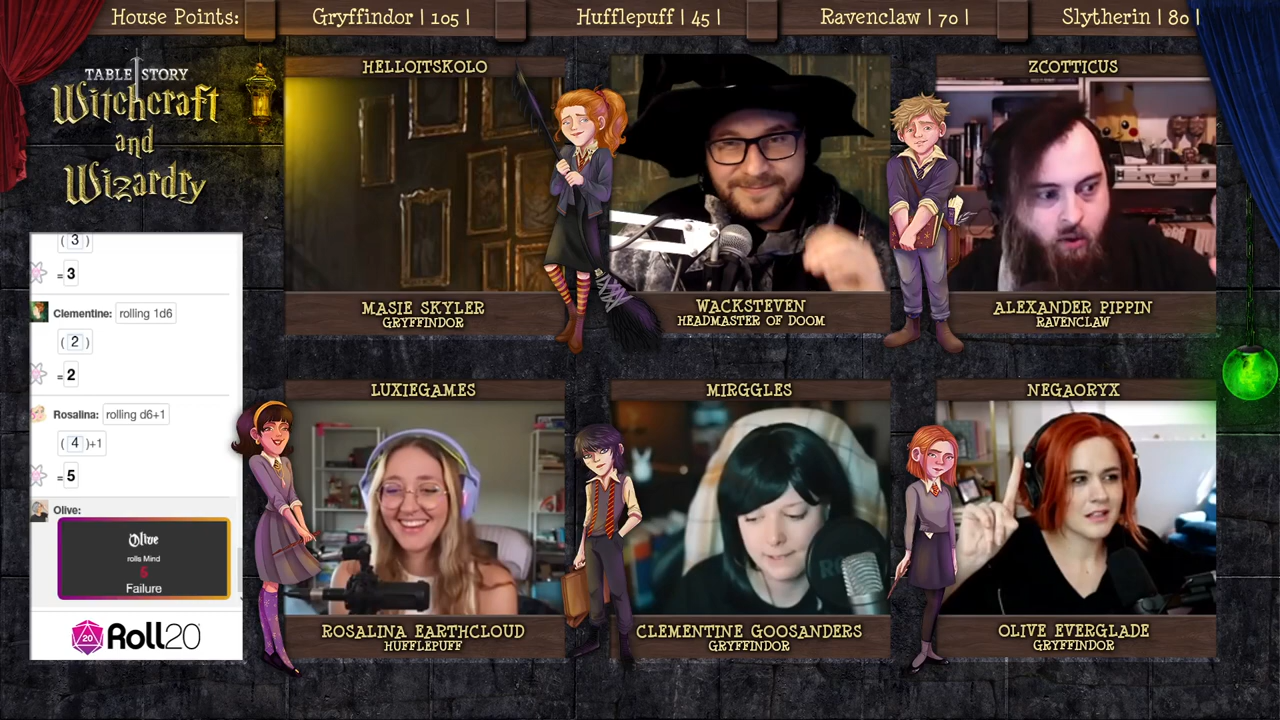 House Points:
Gryffindor | 105 |
Hufflepuff | 45 |
Ravenclaw | 70 |
Slytherin | 80 |
TABLE STORY
Witchcraft
and
Wizardry
HELLOITSKOLO
ZCOTTICUS
MASIE SKYLER
GRYFFINDOR
WACKSTEVEN
HEADMASTER OF DOOM
ALEXANDER PIPPIN
RAVENCLAW
(3)
=3
Clementine: rolling 1d6
(2)
=2
Rosalina: rolling d6+1
(4)+1
=5
Olive:
Olive
rolls Mind
5
Failure
20 Roll20
LUXIEGAMES
MIRGGLES
NEGAORYX
ROSALINA EARTHCLOUD
HUFFLEPUFF
CLEMENTINE GOOSANDERS
GRYFFINDOR
OLIVE EVERGLADE
GRYFFINDOR